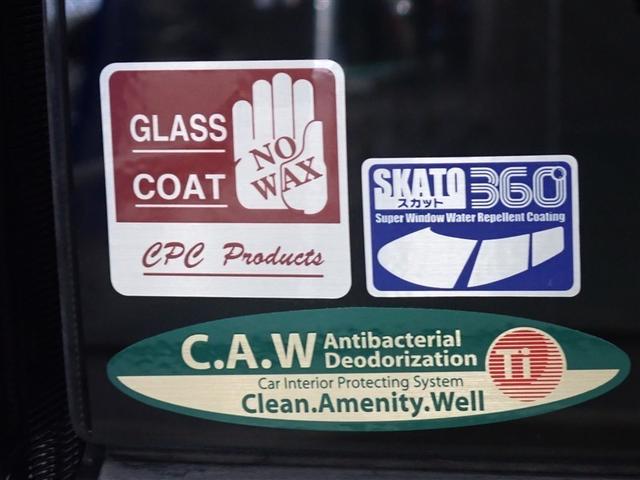 GLASS
COAT
NO
WAX
CPC Products
SKATO 360°
スカット
Super Window Water Repellent Coating
C.A.W Antibacterial
Deodorization
Ti
Car Interior Protecting System
Clean.Amenity.Well